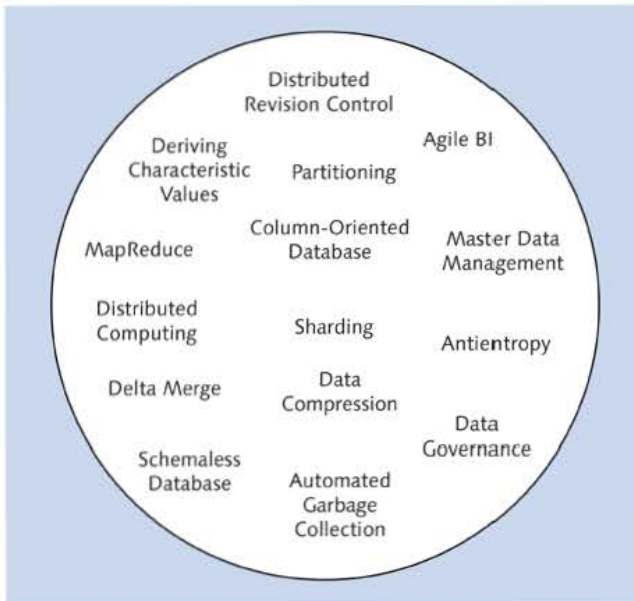 Distributed
Revision Control
Agile BI
Deriving
Characteristic
Values
Partitioning
Column-Oriented
Database
MapReduce
Master Data
Management
Distributed
Computing
Sharding
Antientropy
Delta Merge
Data
Compression
Data
Governance
Schemaless
Database
Automated
Garbage
Collection